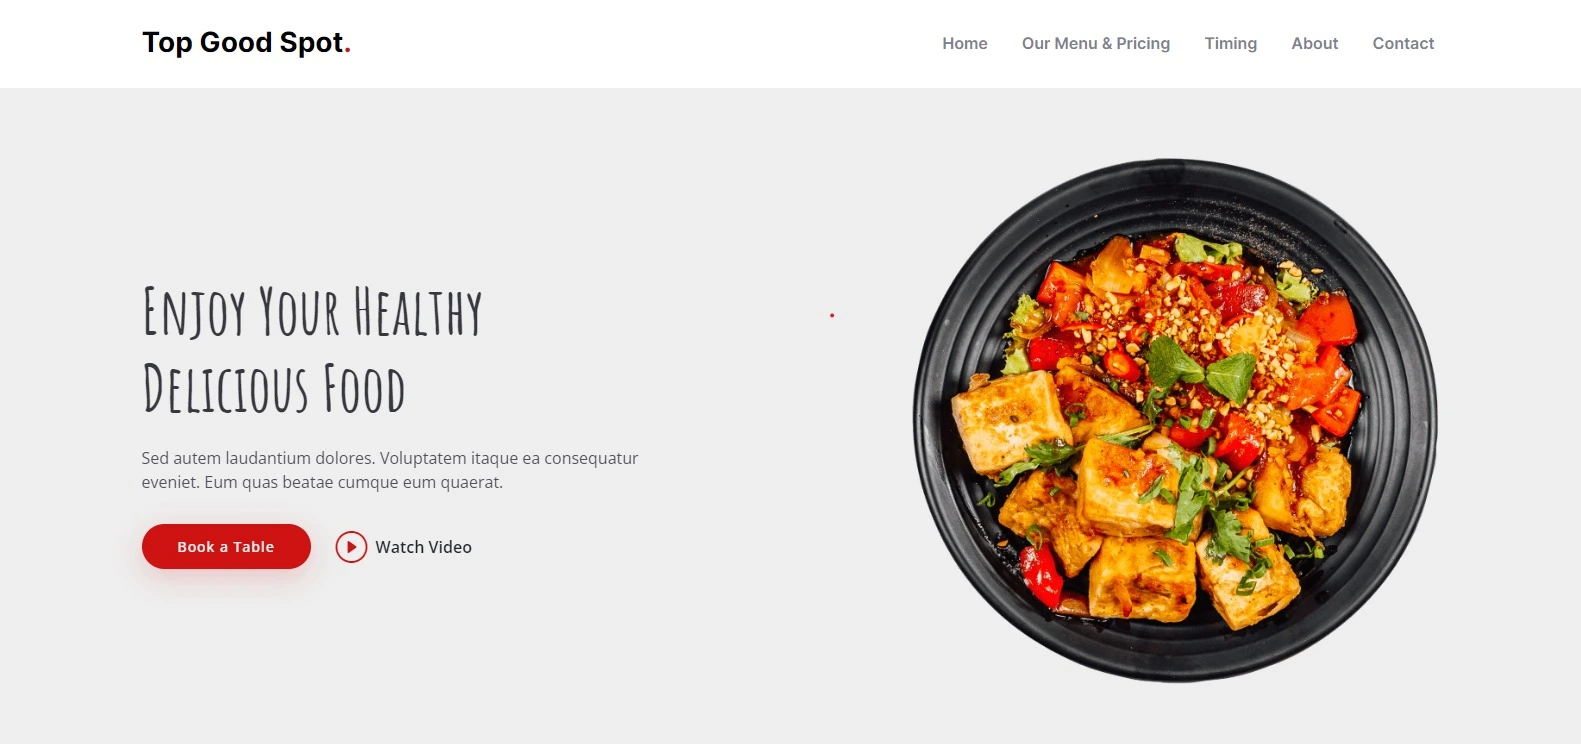 Top Good Spot.
Home Our Menu & Pricing Timing About Contact
Enjoy Your Healthy
Delicious Food
Sed autem laudantium dolores. Voluptatem itaque ea consequatur
eveniet. Eum quas beatae cumque eum quaerat.
Book a Table
Watch Video